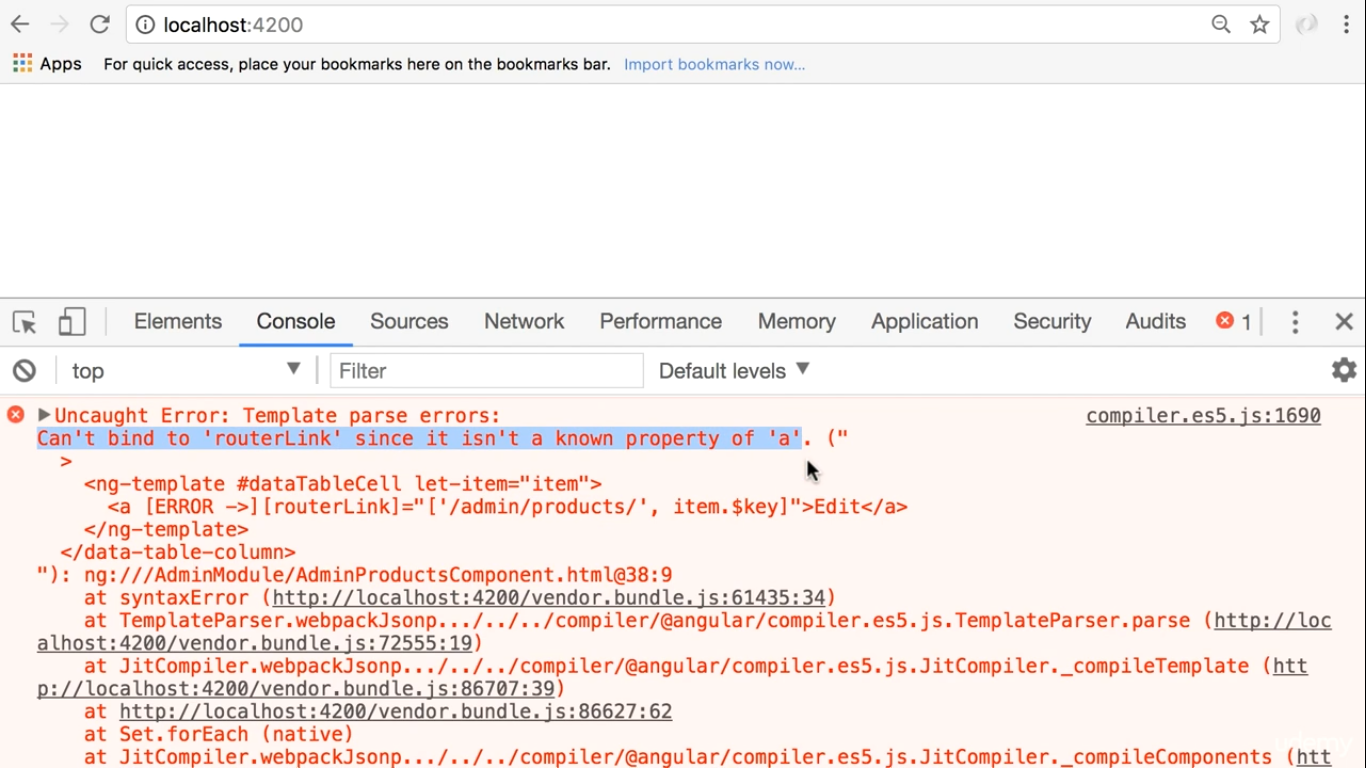 localhost:4200
Apps For quick access, place your bookmarks here on the bookmarks bar. Import bookmarks now...
Elements Console Sources Network Performance Memory Application Security Audits 1
top Filter Default levels
Uncaught Error: Template parse errors: compiler.es5.js:1690
Can't bind to 'routerLink' since it isn't a known property of 'a'. ("
>
<ng-template #dataTableCell let-item="item">
<a [ERROR ->][routerLink]="['/admin/products/', item.$key]">Edit</a>
</ng-template>
</data-table-column>
"): ng:///AdminModule/AdminProductsComponent.html@38:9
at syntaxError (http://localhost:4200/vendor.bundle.js:61435:34)
at TemplateParser.webpackJsonp.../../../compiler/@angular/compiler.es5.js.TemplateParser.parse (http://loc
alhost:4200/vendor.bundle.js:72555:19)
at JitCompiler.webpackJsonp.../../../compiler/@angular/compiler.es5.js.JitCompiler._compileTemplate (htt
p://localhost:4200/vendor.bundle.js:86707:39)
at http://localhost:4200/vendor.bundle.js:86627:62
at Set.forEach (native)
at JitCompiler.webpackJsonp.../../../compiler/@angular/compiler.es5.js.JitCompiler._compileComponents (htt
udemy